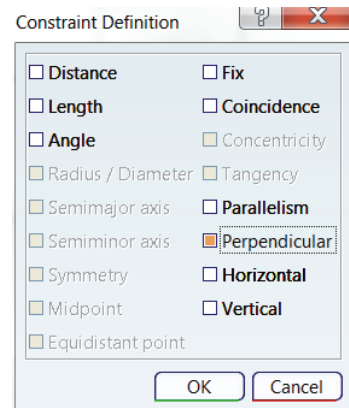 Constraint Definition
? X
Distance
Fix
Length
Coincidence
Angle
Concentricity
Radius / Diameter
Tangency
Semimajor axis
Parallelism
Semiminor axis
Perpendicular
Symmetry
Horizontal
Midpoint
Vertical
Equidistant point
OK
Cancel